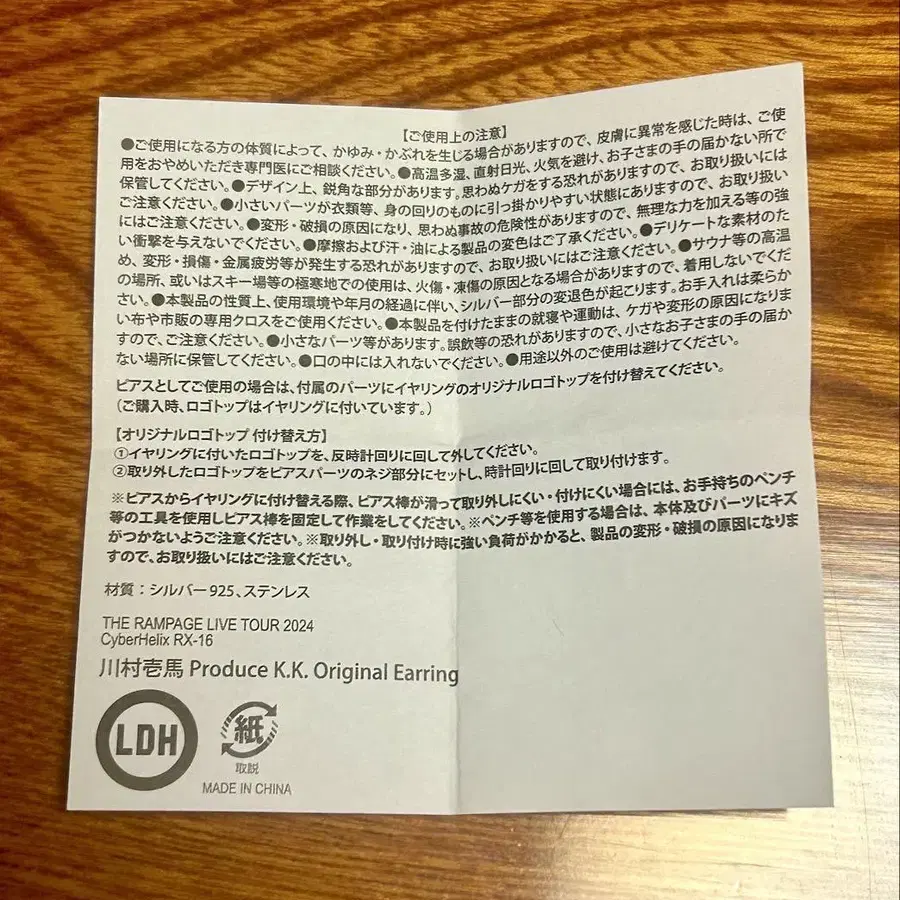 【ご使用上の注意】
●ご使用になる方の体質によって、かゆみ・かぶれを生じる場合がありますので、皮膚に異常を感じた時は、ご使
用をおやめいただき専門医にご相談ください。●高温多湿、直射日光、火気を避け、お子さまの手の届かない所で
保管してください。●デザイン上、鋭角な部分があります。思わぬケガをする恐れがありますので、お取り扱いには
ご注意ください。●小さいパーツが衣類等、身の回りのものに引っ掛かりやすい状態にありますので、お取り扱い
にはご注意ください。●変形・破損の原因になり、思わぬ事故の危険性がありますので、無理な力を加える等の強
い衝撃を与えないでください。●摩擦および汗・油による製品の変色はご了承ください。●デリケートな素材のた
め、変形・損傷・金属疲労等が発生する恐れがありますので、お取り扱いにはご注意ください。●サウナ等の高温
の場所、或いはスキー場等の極寒地での使用は、火傷・凍傷の原因となる場合がありますので、着用しないでくだ
さい。●本製品の性質上、使用環境や年月の経過に伴い、シルバー部分の変退色が起こります。お手入れは柔らか
い布や市販の専用クロスをご使用ください。●本製品を付けたままの就寝や運動は、ケガや変形の原因になりま
すので、ご注意ください。●小さなパーツ等があります。誤飲等の恐れがありますので、小さなお子さまの手の届か
ない場所に保管してください。●口の中には入れないでください。●用途以外のご使用は避けてください。
ピアスとしてご使用の場合は、付属のパーツにイヤリングのオリジナルロゴトップを付け替えてください。
(ご購入時、ロゴトップはイヤリングに付いています。)
【オリジナルロゴトップ 付け替え方】
①イヤリングに付いたロゴトップを、反時計回りに回して外してください。
②取り外したロゴトップをピアスパーツのネジ部分にセットし、時計回りに回して取り付けます。
※ピアスからイヤリングに付け替える際、ピアス棒が滑って取り外しにくい・付けにくい場合には、お手持ちのペンチ
等の工具を使用しピアス棒を固定して作業をしてください。※ペンチ等を使用する場合は、本体及びパーツにキズ
がつかないようご注意ください。※取り外し・取り付け時に強い負荷がかかると、製品の変形・破損の原因になりま
すので、お取り扱いにはご注意ください。
材質：シルバー925、ステンレス
THE RAMPAGE LIVE TOUR 2024
CyberHelix RX-16
川村壱馬 Produce K.K. Original Earring
LDH
紙
取説
MADE IN CHINA